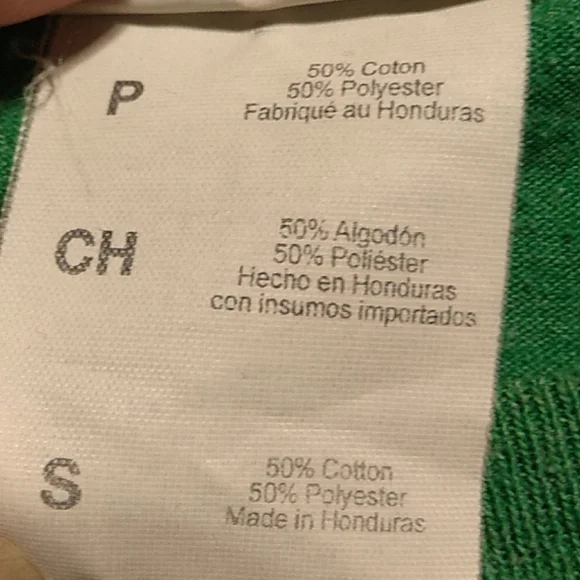 P
50% Coton
50% Polyester
Fabriqué au Honduras
CH
50% Algodón
50% Poliéster
Hecho en Honduras
con insumos importados
S
50% Cotton
50% Polyester
Made in Honduras